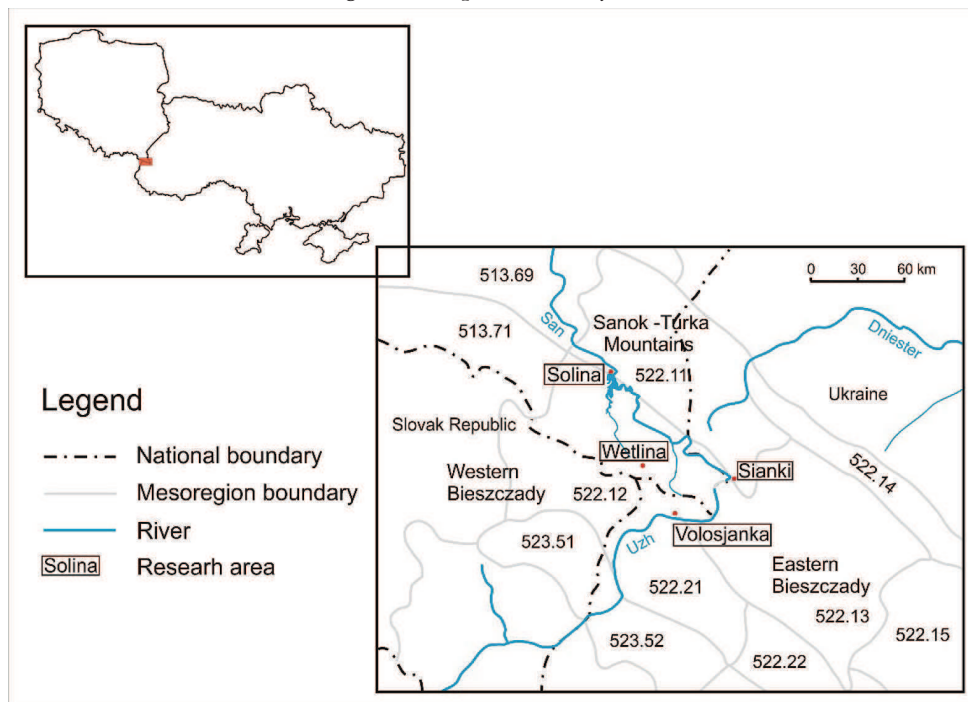 513.69
0 30 60 km
San
Sanok -Turka
Mountains
Dniester
513.71
Solina
522.11
Ukraine
Legend
Slovak Republic
National boundary
Wetlina
Sianki
522.14
Western
Bieszczady
Mesoregion boundary
522.12
River
523.51
Uzh
Volosjanka
Solina
Researh area
Eastern
Bieszczady
522.21
522.13
523.52
522.15
522.22